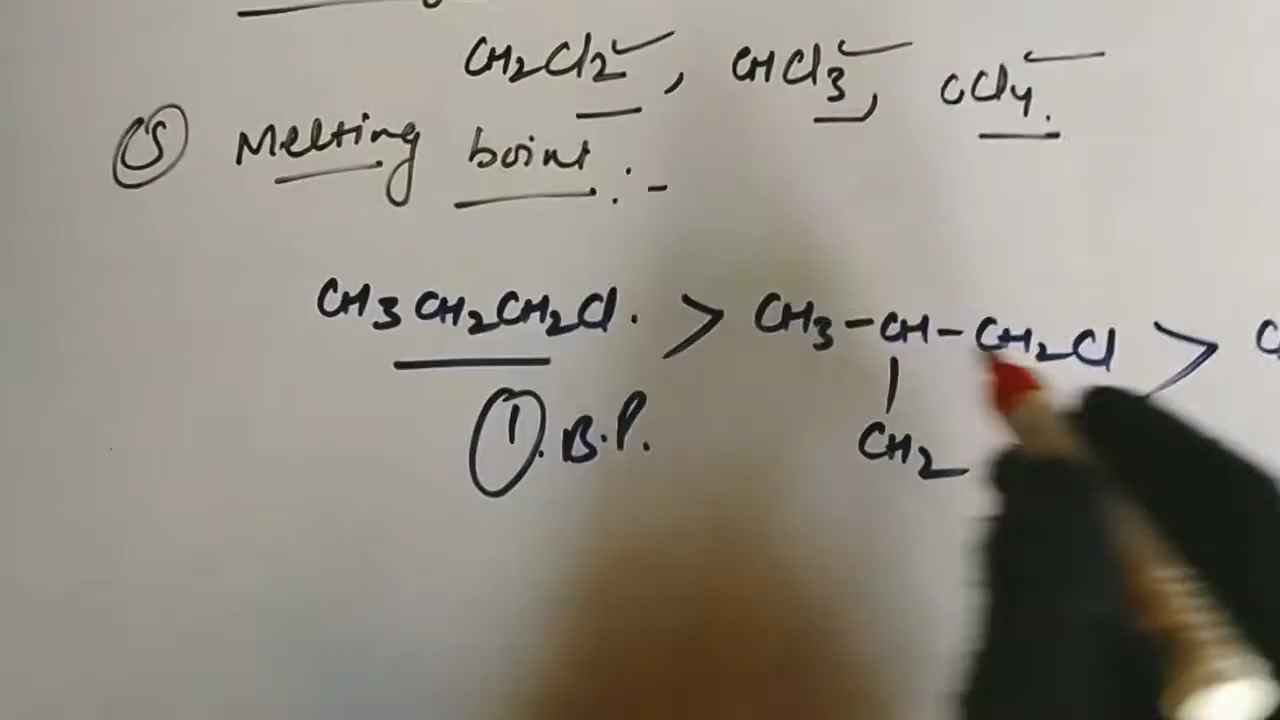 CH2Cl2, CHCl3, CCl4.
(5) Melting boint :-
CH3CH2CH2Cl. > CH3-CH-CH2Cl > C
|
CH2
(1). B.P.